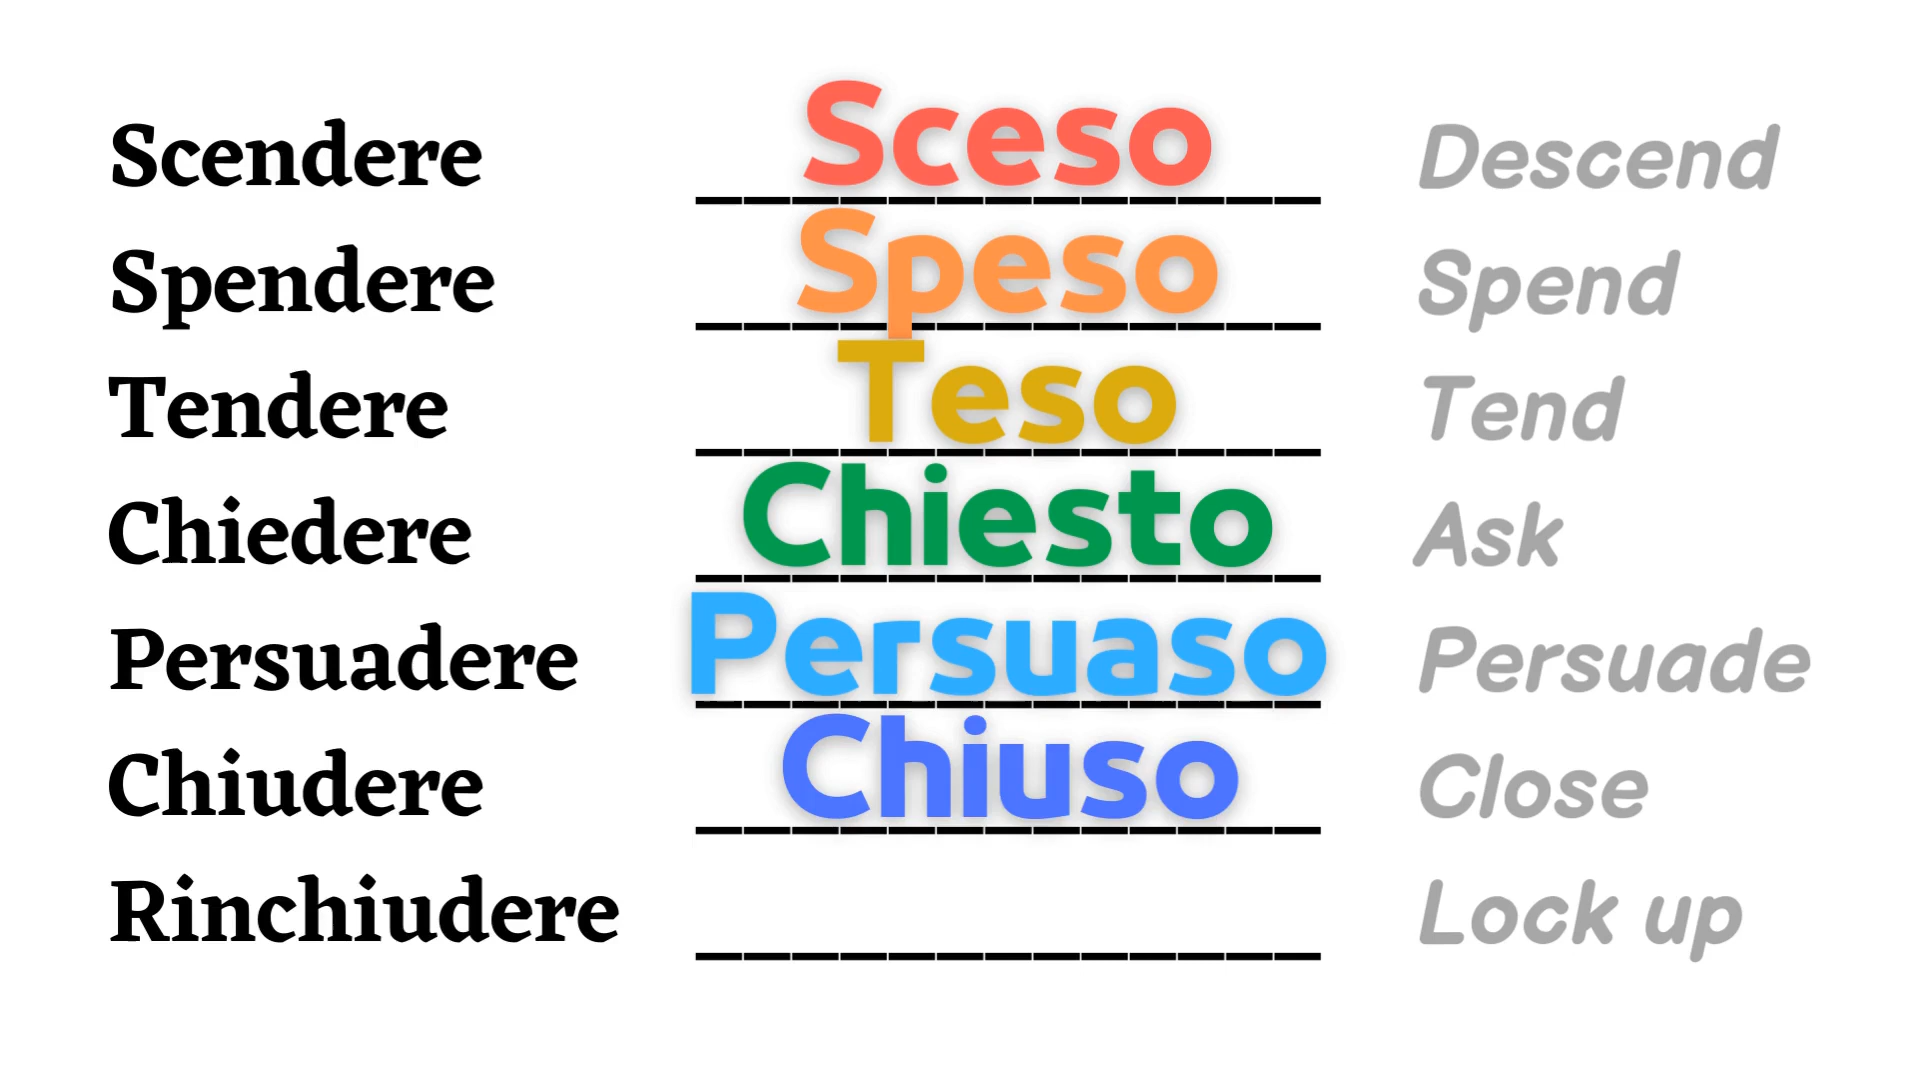 Scendere Sceso Descend
Spendere Speso Spend
Tendere Teso Tend
Chiedere Chiesto Ask
Persuadere Persuaso Persuade
Chiudere Chiuso Close
Rinchiudere _____________ Lock up